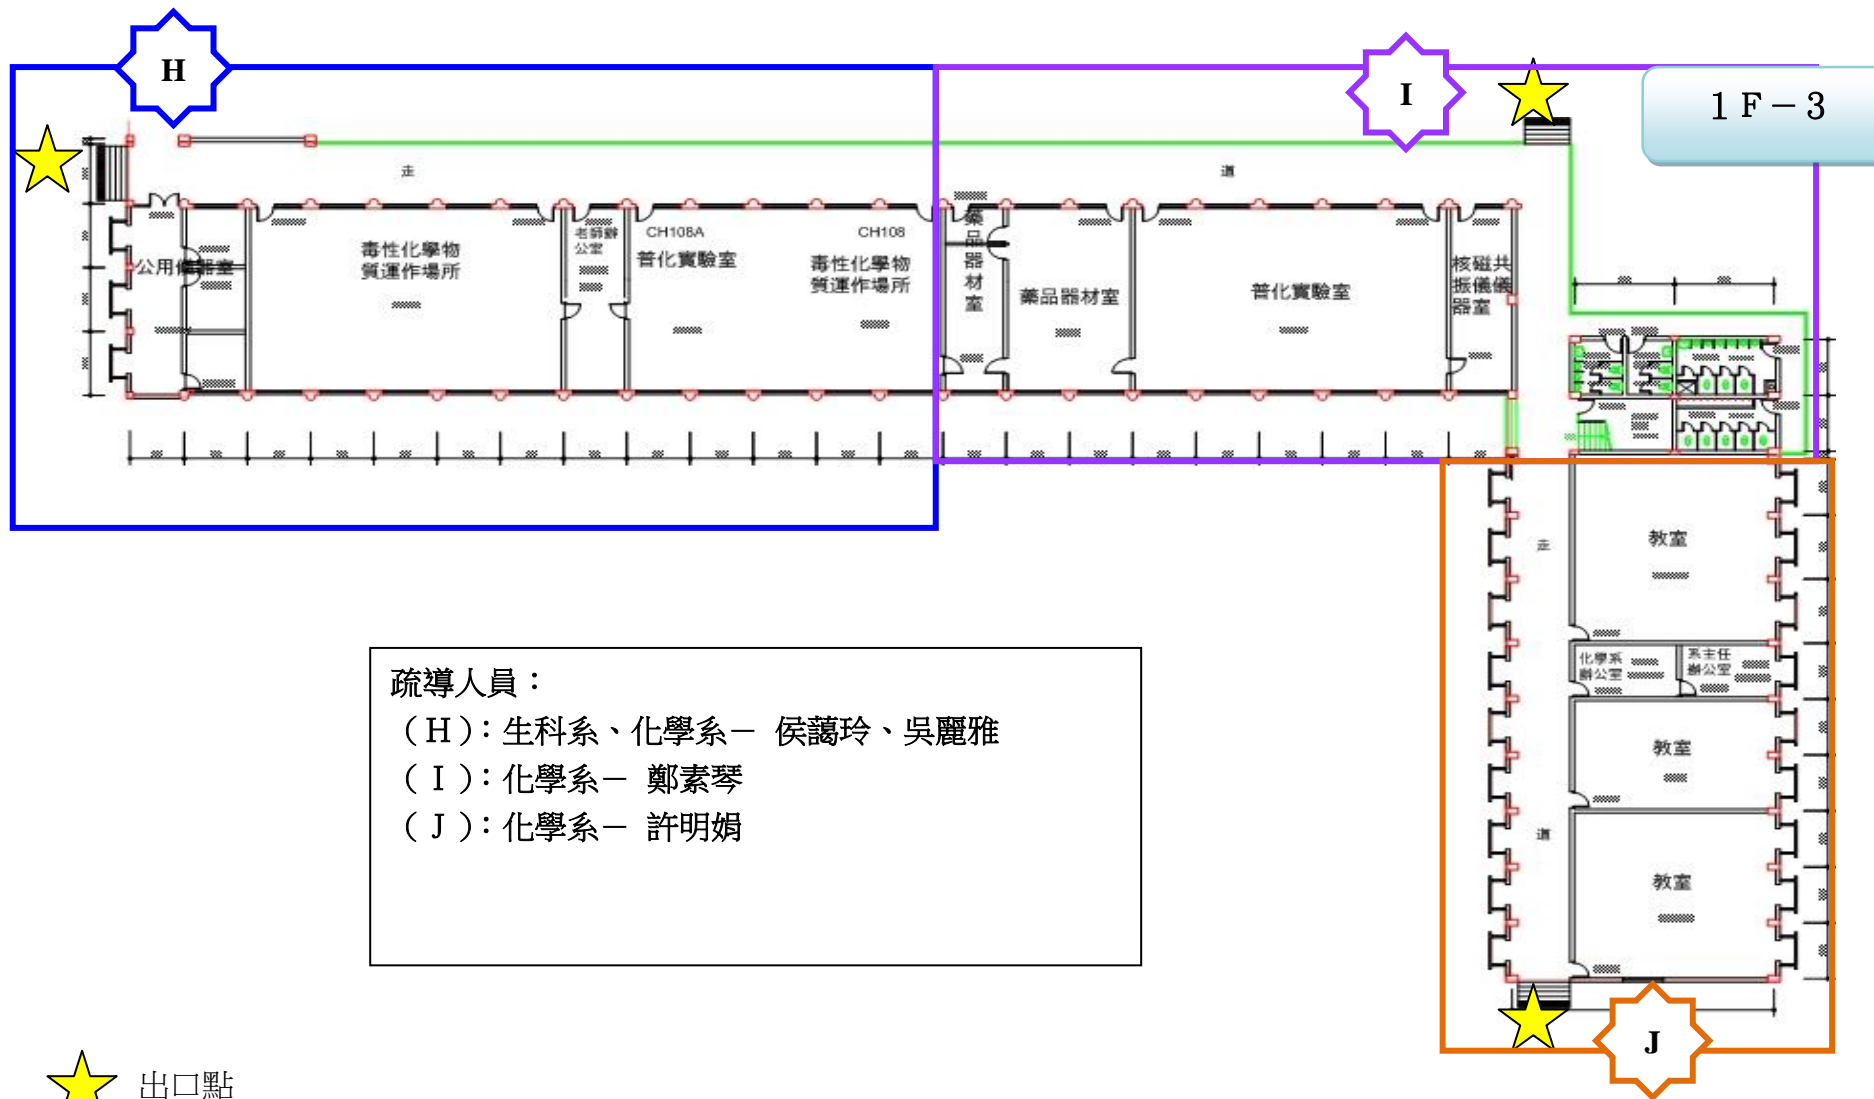 H
I
1F－3
走
道
公用儀器室
毒性化學物
質運作場所
老師辦
公室
CH108A
普化實驗室
CH108
毒性化學物
質運作場所
藥品器材室
藥品器材室
普化實驗室
核磁共
振儀儀
器室
走
道
教室
化學系
辦公室
系主任
辦公室
教室
教室
疏導人員：
（H）：生科系、化學系－ 侯藹玲、吳麗雅
（I）：化學系－ 鄭素琴
（J）：化學系－ 許明娟
J
出口點